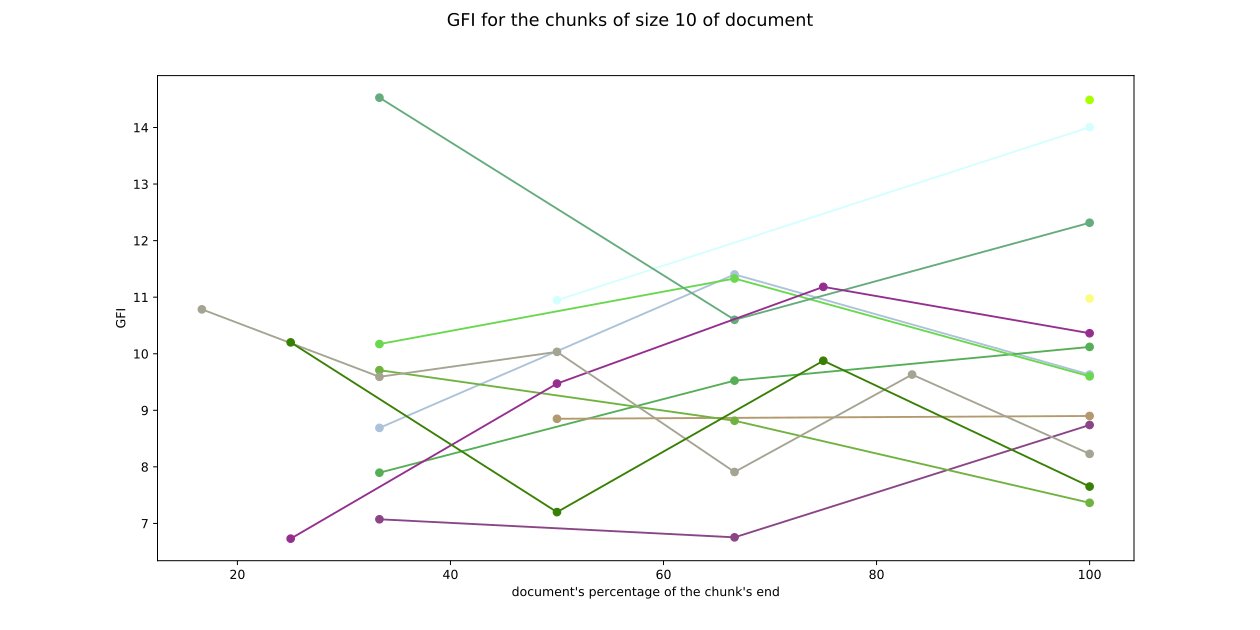 GFI for the chunks of size 10 of document
14
13
12
11
10
9
8
7
GFI
20 40 60 80 100
document's percentage of the chunk's end